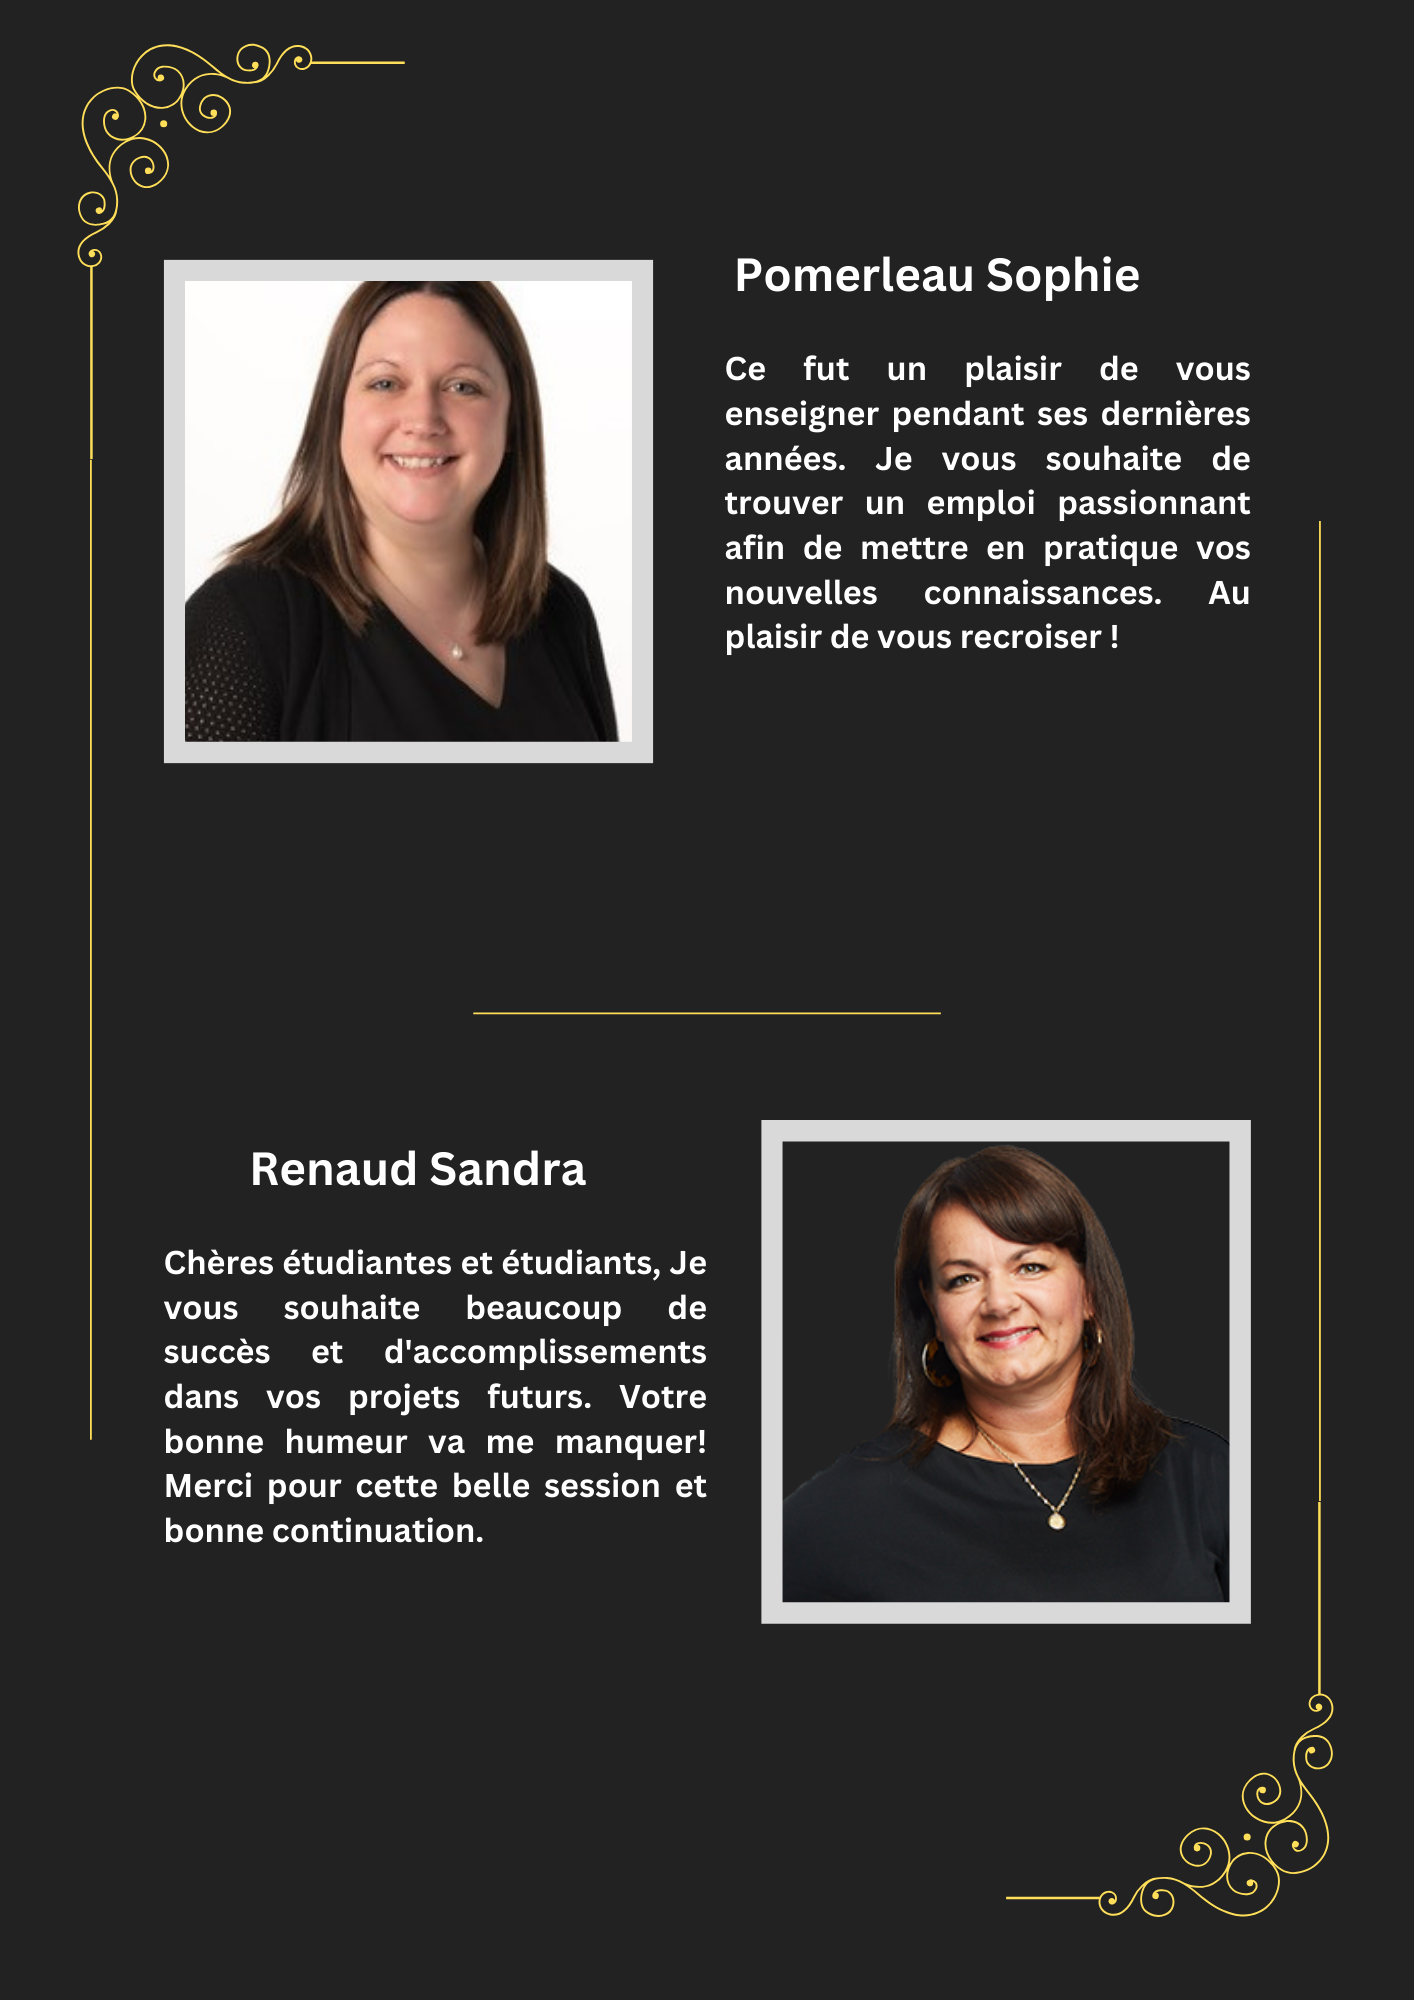 Pomerleau Sophie
Ce fut un plaisir de vous
enseigner pendant ses dernières
années. Je vous souhaite de
trouver un emploi passionnant
afin de mettre en pratique vos
nouvelles connaissances. Au
plaisir de vous recroiser !
Renaud Sandra
Chères étudiantes et étudiants, Je
vous souhaite beaucoup de
succès et d'accomplissements
dans vos projets futurs. Votre
bonne humeur va me manquer!
Merci pour cette belle session et
bonne continuation.